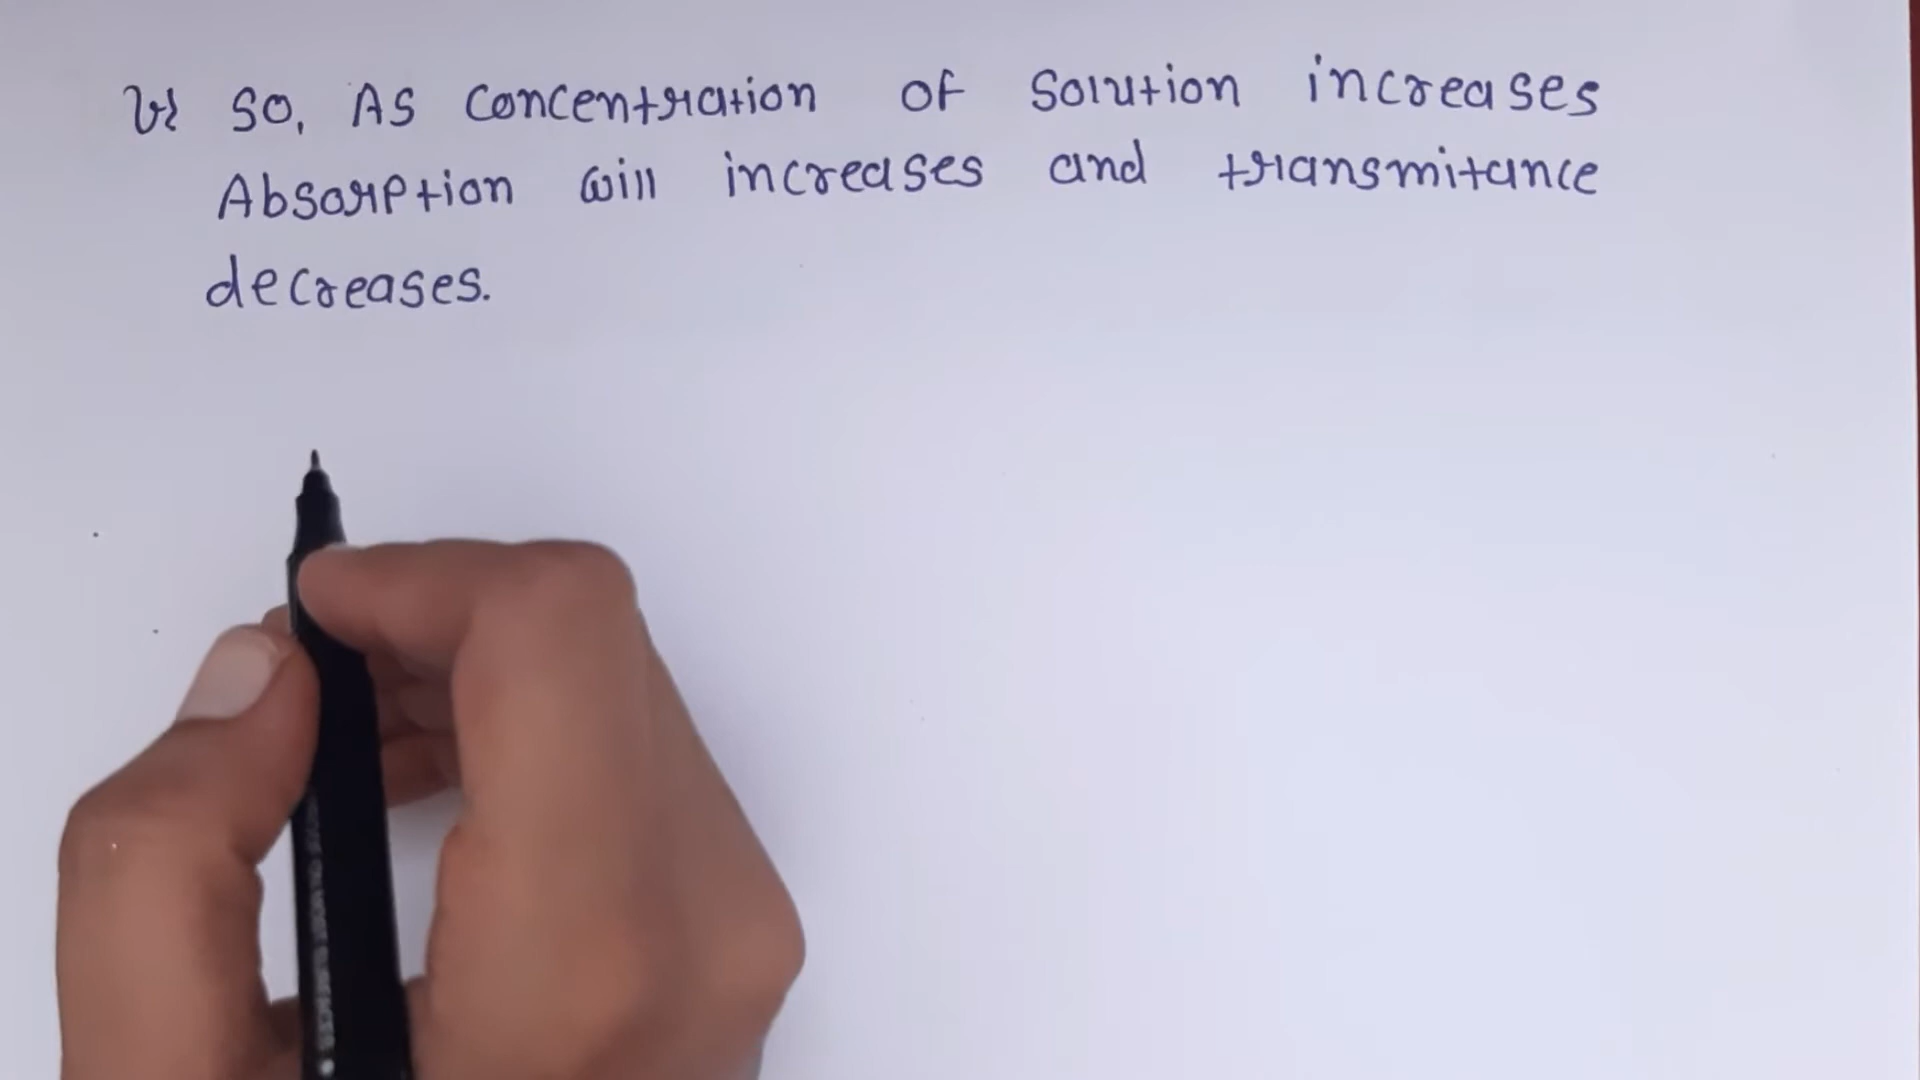 So, As concentration of solution increases
Absorption will increases and transmitance
decreases.